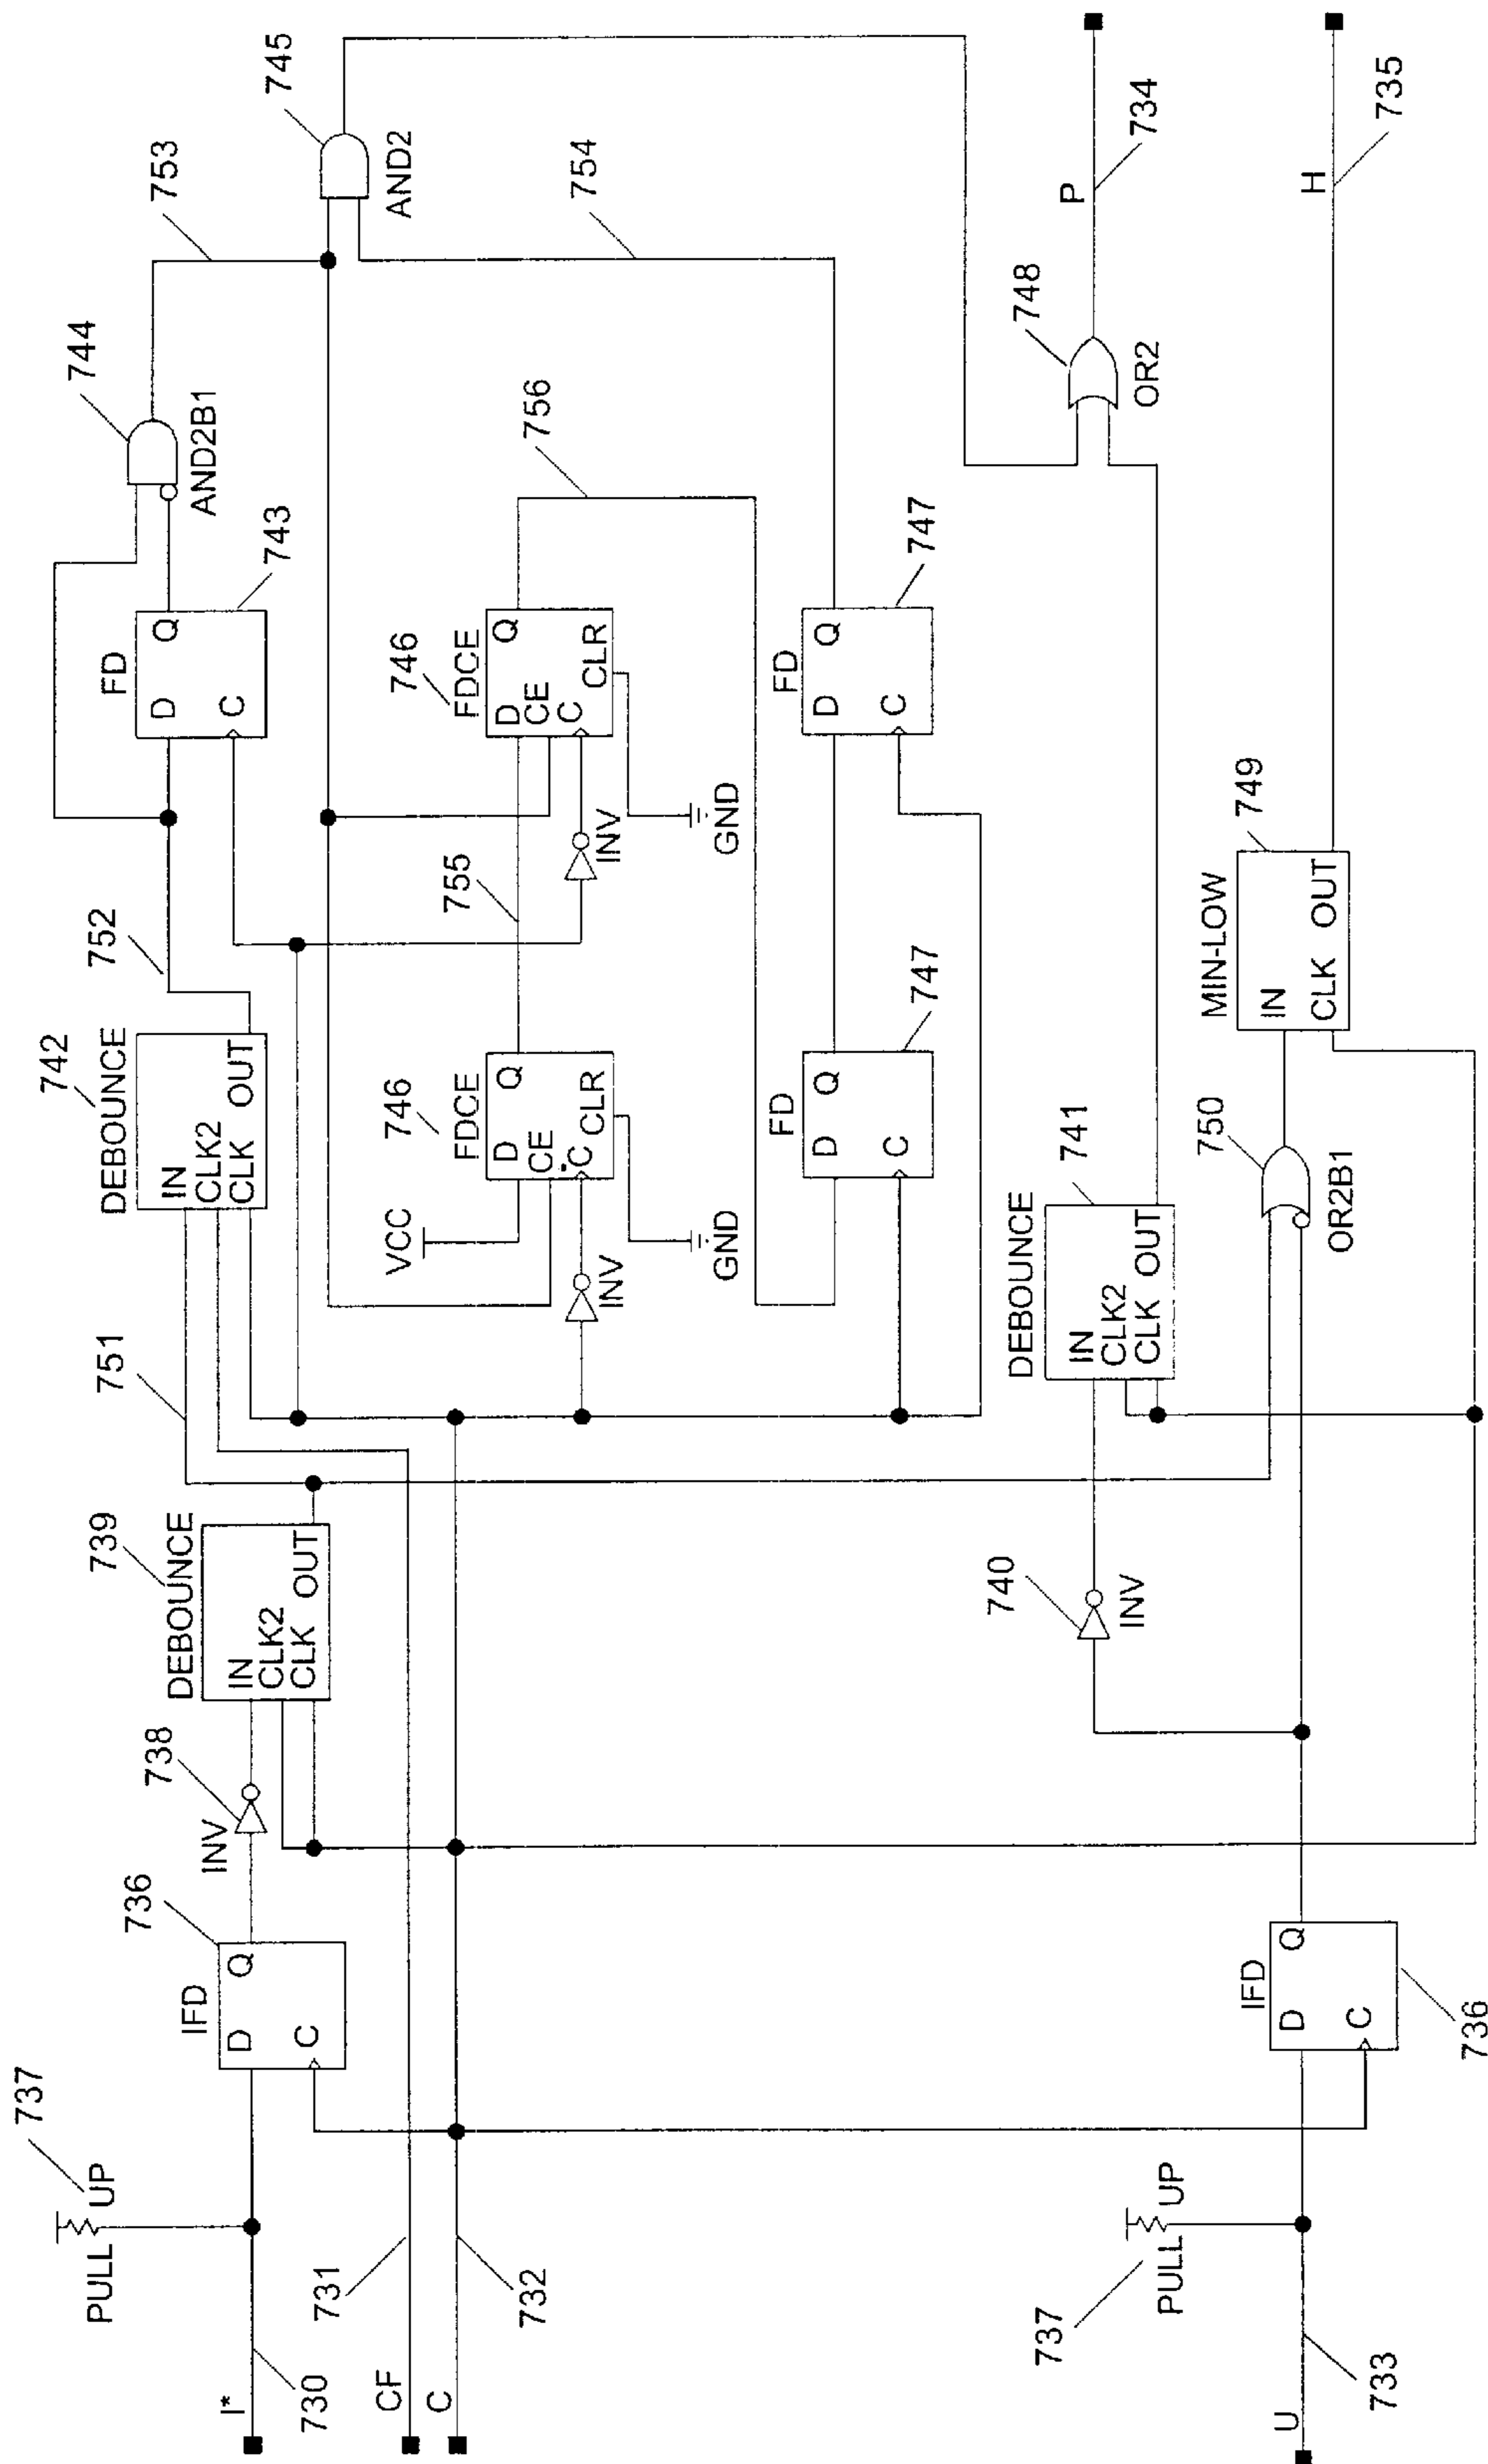 I*
730
PULL UP
737
CF
731
C
732
U
733
PULL UP
737
IFD
736
D
Q
C
INV
738
DEBOUNCE
739
IN
CLK2
CLK OUT
751
DEBOUNCE
742
IN
CLK2
CLK OUT
752
FD
D
Q
C
743
744
AND2B1
753
745
AND2
754
VCC
FDCE
746
D
Q
CE
C
CLR
INV
GND
755
FDCE
746
D
Q
CE
C
CLR
INV
GND
756
FD
D
Q
C
747
FD
D
Q
C
747
IFD
D
Q
C
736
740
INV
DEBOUNCE
741
IN
CLK2
CLK OUT
748
OR2
P
734
750
OR2B1
MIN-LOW
749
IN
CLK OUT
H
735